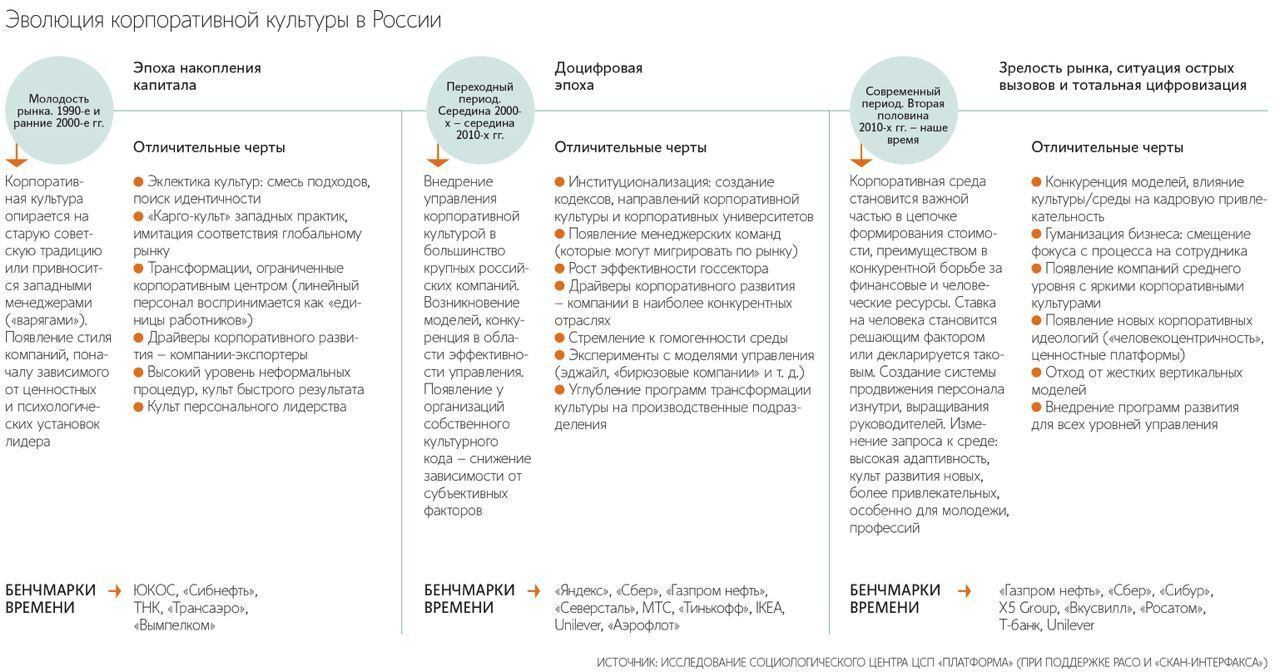 Эволюция корпоративной культуры в России
Молодость
рынка. 1990-е и
ранние 2000-е гг.
Эпоха накопления
капитала
Корпоратив-
ная культура
опирается на
старую совет-
скую традицию
или привносит-
ся западными
менеджерами
(«варягами»).
Появление стиля
компаний, пона-
чалу зависимого
от ценностных
и психологиче-
ских установок
лидера
Отличительные черты
● Эклектика культур: смесь подходов,
поиск идентичности
● «Карго-культ» западных практик,
имитация соответствия глобальному
рынку
● Трансформации, ограниченные
корпоративным центром (линейный
персонал воспринимается как «еди-
ницы работников»)
● Драйверы корпоративного разви-
тия – компании-экспортеры
● Высокий уровень неформальных
процедур, культ быстрого результата
● Культ персонального лидерства
БЕНЧМАРКИ
ВРЕМЕНИ
ЮКОС, «Сибнефть»,
ТНК, «Трансаэро»,
«Вымпелком»
Переходный
период.
Середина 2000-
х – середина
2010-х гг.
Доцифровая
эпоха
Внедрение
управления
корпоративной
культурой в
большинство
крупных россий-
ских компаний.
Возникновение
моделей, конку-
ренция в обла-
сти эффективно-
сти управления.
Появление у
организаций
собственного
культурного
кода – снижение
зависимости от
субъективных
факторов
Отличительные черты
● Институционализация: создание
кодексов, направлений корпоративной
культуры и корпоративных университетов
● Появление менеджерских команд
(которые могут мигрировать по рынку)
● Рост эффективности госсектора
● Драйверы корпоративного развития
– компании в наиболее конкурентных
отраслях
● Стремление к гомогенности среды
● Эксперименты с моделями управления
(эджайл, «бирюзовые компании» и т. д.)
● Углубление программ трансформации
культуры на производственные подраз-
деления
БЕНЧМАРКИ
ВРЕМЕНИ
«Яндекс», «Сбер», «Газпром нефть»,
«Северсталь», МТС, «Тинькофф», IKEA,
Unilever, «Аэрофлот»
Современный
период. Вторая
половина
2010-х гг. – наше
время
Зрелость рынка, ситуация острых
вызовов и тотальная цифровизация
Корпоративная среда
становится важной
частью в цепочке
формирования стоимо-
сти, преимуществом в
конкурентной борьбе за
финансовые и челове-
ческие ресурсы. Ставка
на человека становится
решающим фактором
или декларируется тако-
вым. Создание системы
продвижения персонала
изнутри, выращивания
руководителей. Изме-
нение запроса к среде:
высокая адаптивность,
культ развития новых,
более привлекательных,
особенно для молодежи,
профессий
Отличительные черты
● Конкуренция моделей, влияние
культуры/среды на кадровую привле-
кательность
● Гуманизация бизнеса: смещение
фокуса с процесса на сотрудника
● Появление компаний среднего
уровня с яркими корпоративными
культурами
● Появление новых корпоративных
идеологий («человекоцентричность»,
ценностные платформы)
● Отход от жестких вертикальных
моделей
● Внедрение программ развития
для всех уровней управления
БЕНЧМАРКИ
ВРЕМЕНИ
«Газпром нефть», «Сбер», «Сибур»,
X5 Group, «Вкусвилл», «Росатом»,
Т-банк, Unilever
ИСТОЧНИК: ИССЛЕДОВАНИЕ СОЦИОЛОГИЧЕСКОГО ЦЕНТРА ЦСП «ПЛАТФОРМА» (ПРИ ПОДДЕРЖКЕ РАСО И «СКАН-ИНТЕРФАКСА»)